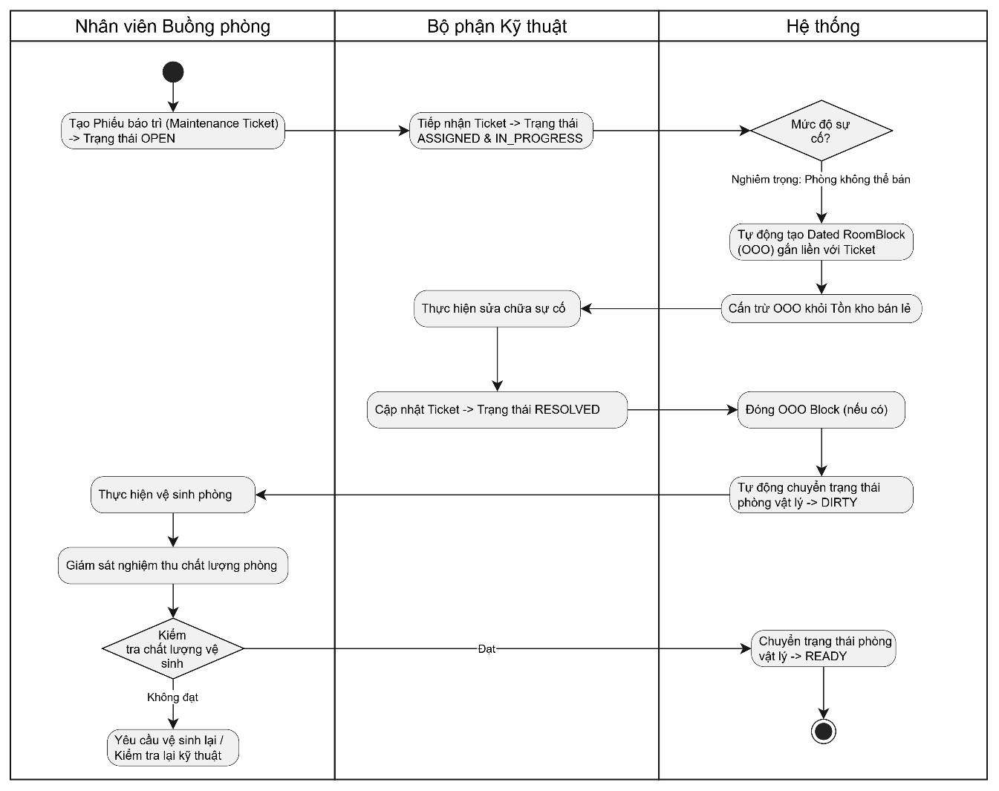 Nhân viên Buồng phòng
Bộ phận Kỹ thuật
Hệ thống
Tạo Phiếu bảo trì (Maintenance Ticket)
-> Trạng thái OPEN
Tiếp nhận Ticket -> Trạng thái
ASSIGNED & IN_PROGRESS
Mức độ sự
cố?
Nghiêm trọng: Phòng không thể bán
Tự động tạo Dated RoomBlock
(OOO) gắn liền với Ticket
Thực hiện sửa chữa sự cố
Cấn trừ OOO khỏi Tồn kho bán lẻ
Cập nhật Ticket -> Trạng thái RESOLVED
Đóng OOO Block (nếu có)
Thực hiện vệ sinh phòng
Tự động chuyển trạng thái
phòng vật lý -> DIRTY
Giám sát nghiệm thu chất lượng phòng
Kiểm
tra chất lượng vệ
sinh
Đạt
Chuyển trạng thái phòng
vật lý -> READY
Không đạt
Yêu cầu vệ sinh lại /
Kiểm tra lại kỹ thuật